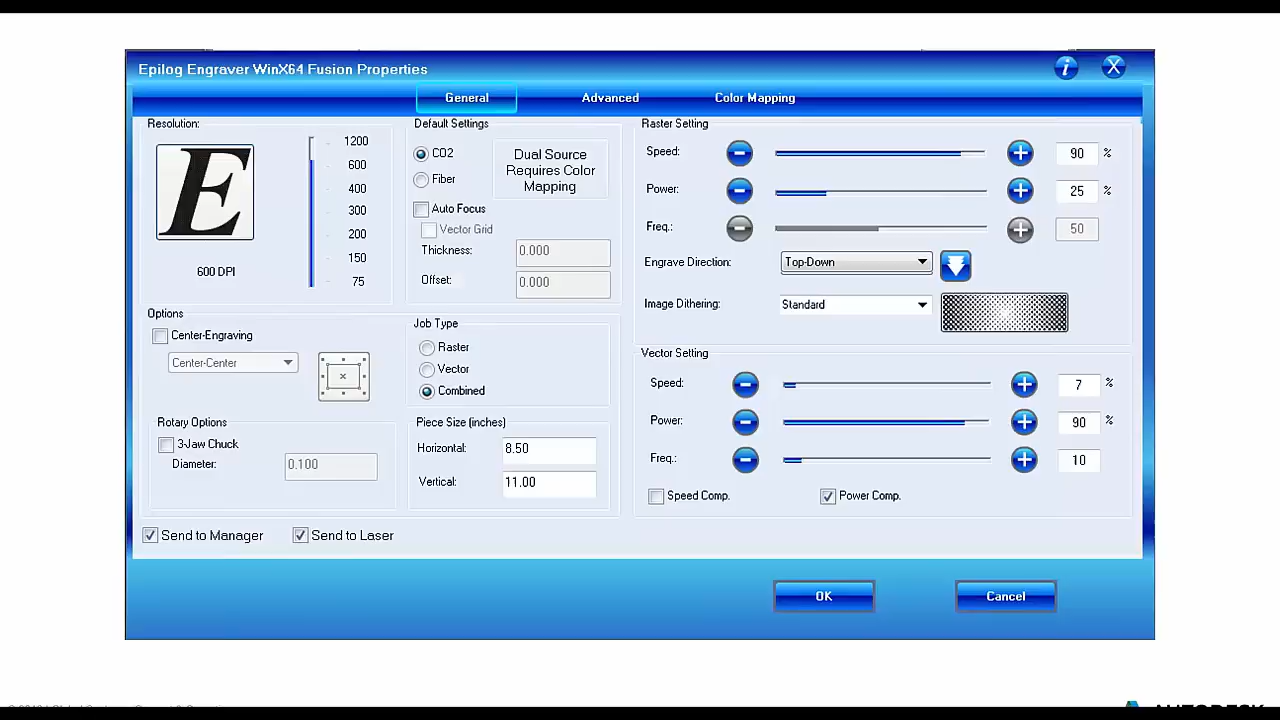 Epilog Engraver WinX64 Fusion Properties
i
X
General
Advanced
Color Mapping
Resolution:
E
600 DPI
1200
600
400
300
200
150
75
Default Settings
CO2
Fiber
Dual Source
Requires Color
Mapping
Auto Focus
Vector Grid
Thickness: 0.000
Offset: 0.000
Raster Setting
Speed: 90 %
Power: 25 %
Freq.: 50
Engrave Direction: Top-Down
Image Dithering: Standard
Options
Center-Engraving
Center-Center
Job Type
Raster
Vector
Combined
Rotary Options
3-Jaw Chuck
Diameter: 0.100
Piece Size (inches)
Horizontal: 8.50
Vertical: 11.00
Vector Setting
Speed: 7 %
Power: 90 %
Freq.: 10
Speed Comp.
Power Comp.
Send to Manager
Send to Laser
OK
Cancel
AUTODESK